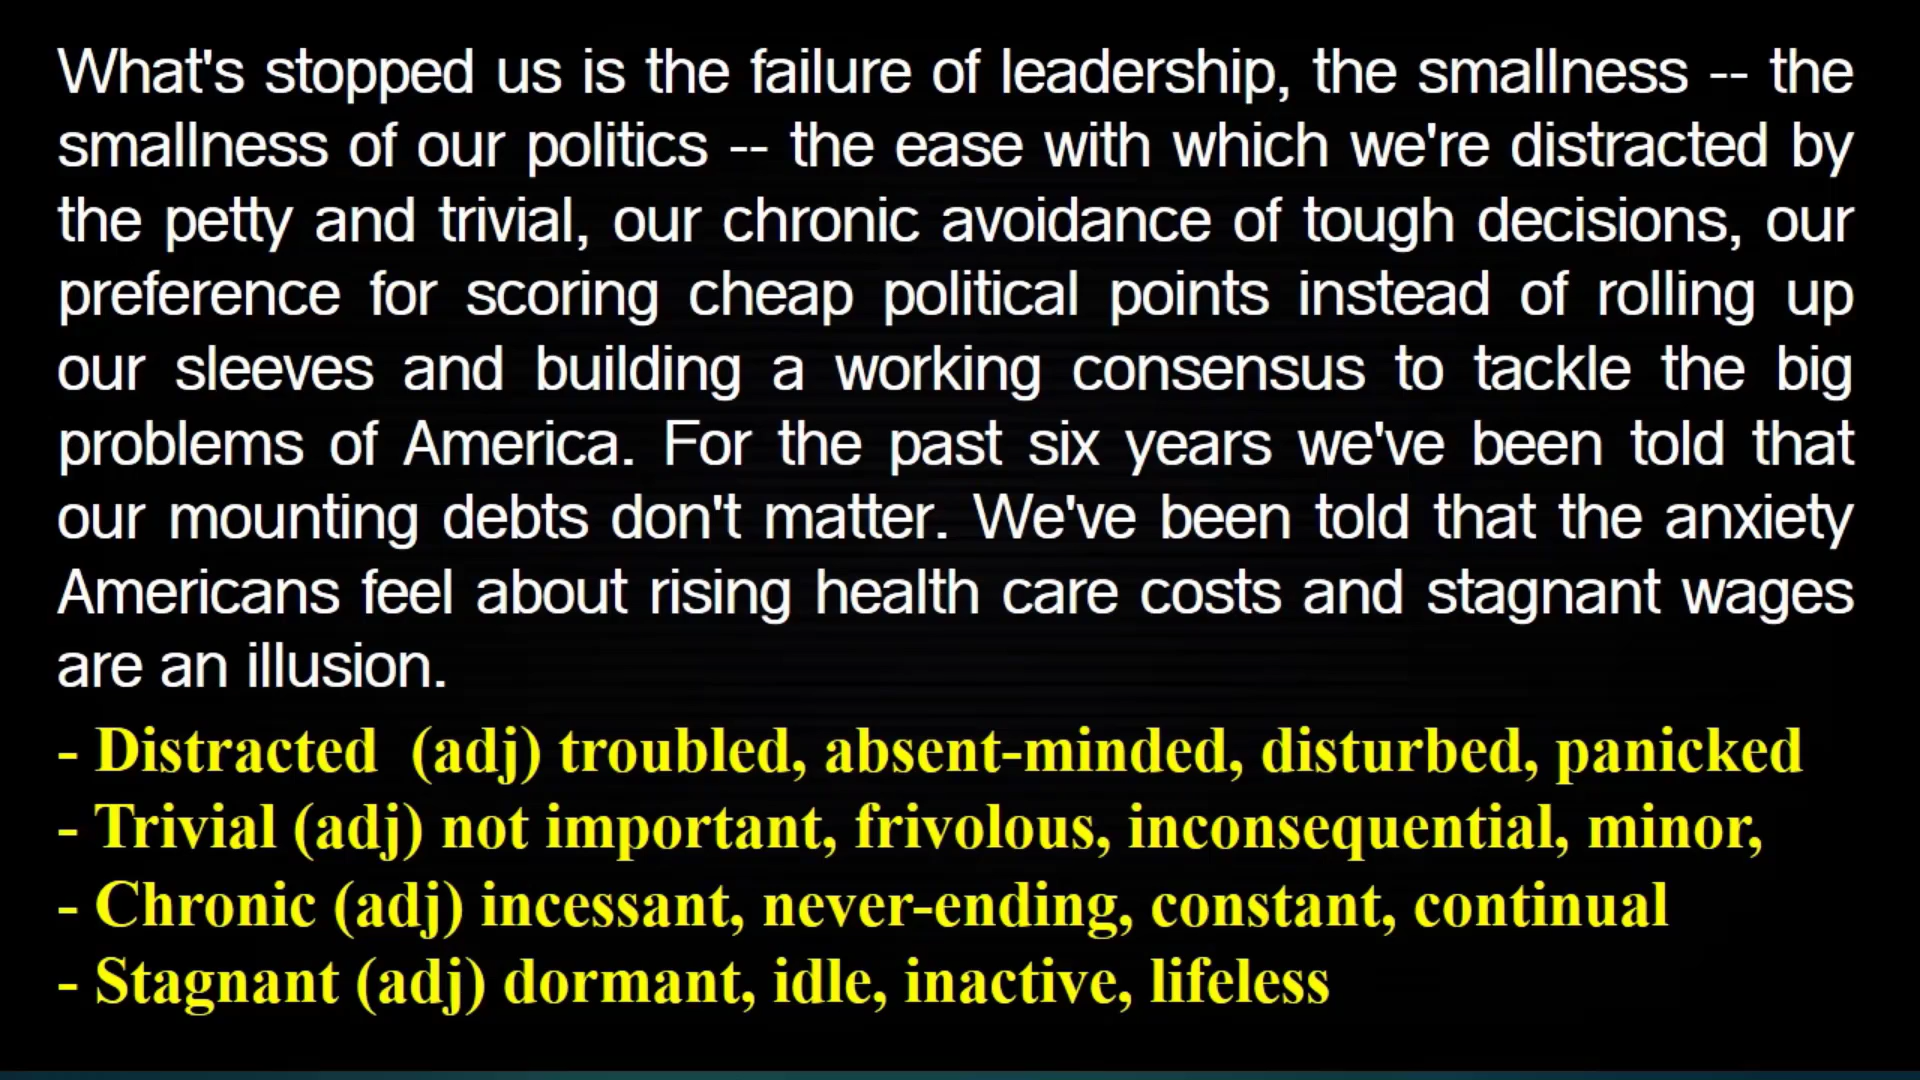 What's stopped us is the failure of leadership, the smallness -- the
smallness of our politics -- the ease with which we're distracted by
the petty and trivial, our chronic avoidance of tough decisions, our
preference for scoring cheap political points instead of rolling up
our sleeves and building a working consensus to tackle the big
problems of America. For the past six years we've been told that
our mounting debts don't matter. We've been told that the anxiety
Americans feel about rising health care costs and stagnant wages
are an illusion.
- Distracted (adj) troubled, absent-minded, disturbed, panicked
- Trivial (adj) not important, frivolous, inconsequential, minor,
- Chronic (adj) incessant, never-ending, constant, continual
- Stagnant (adj) dormant, idle, inactive, lifeless